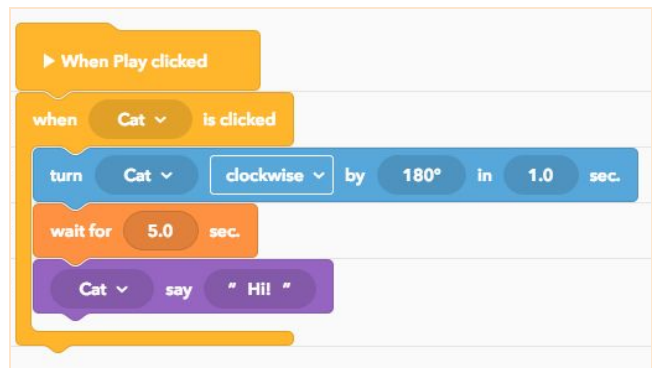 When Play clicked
when Cat is clicked
turn Cat clockwise by 180° in 1.0 sec.
wait for 5.0 sec.
Cat say " Hi! "